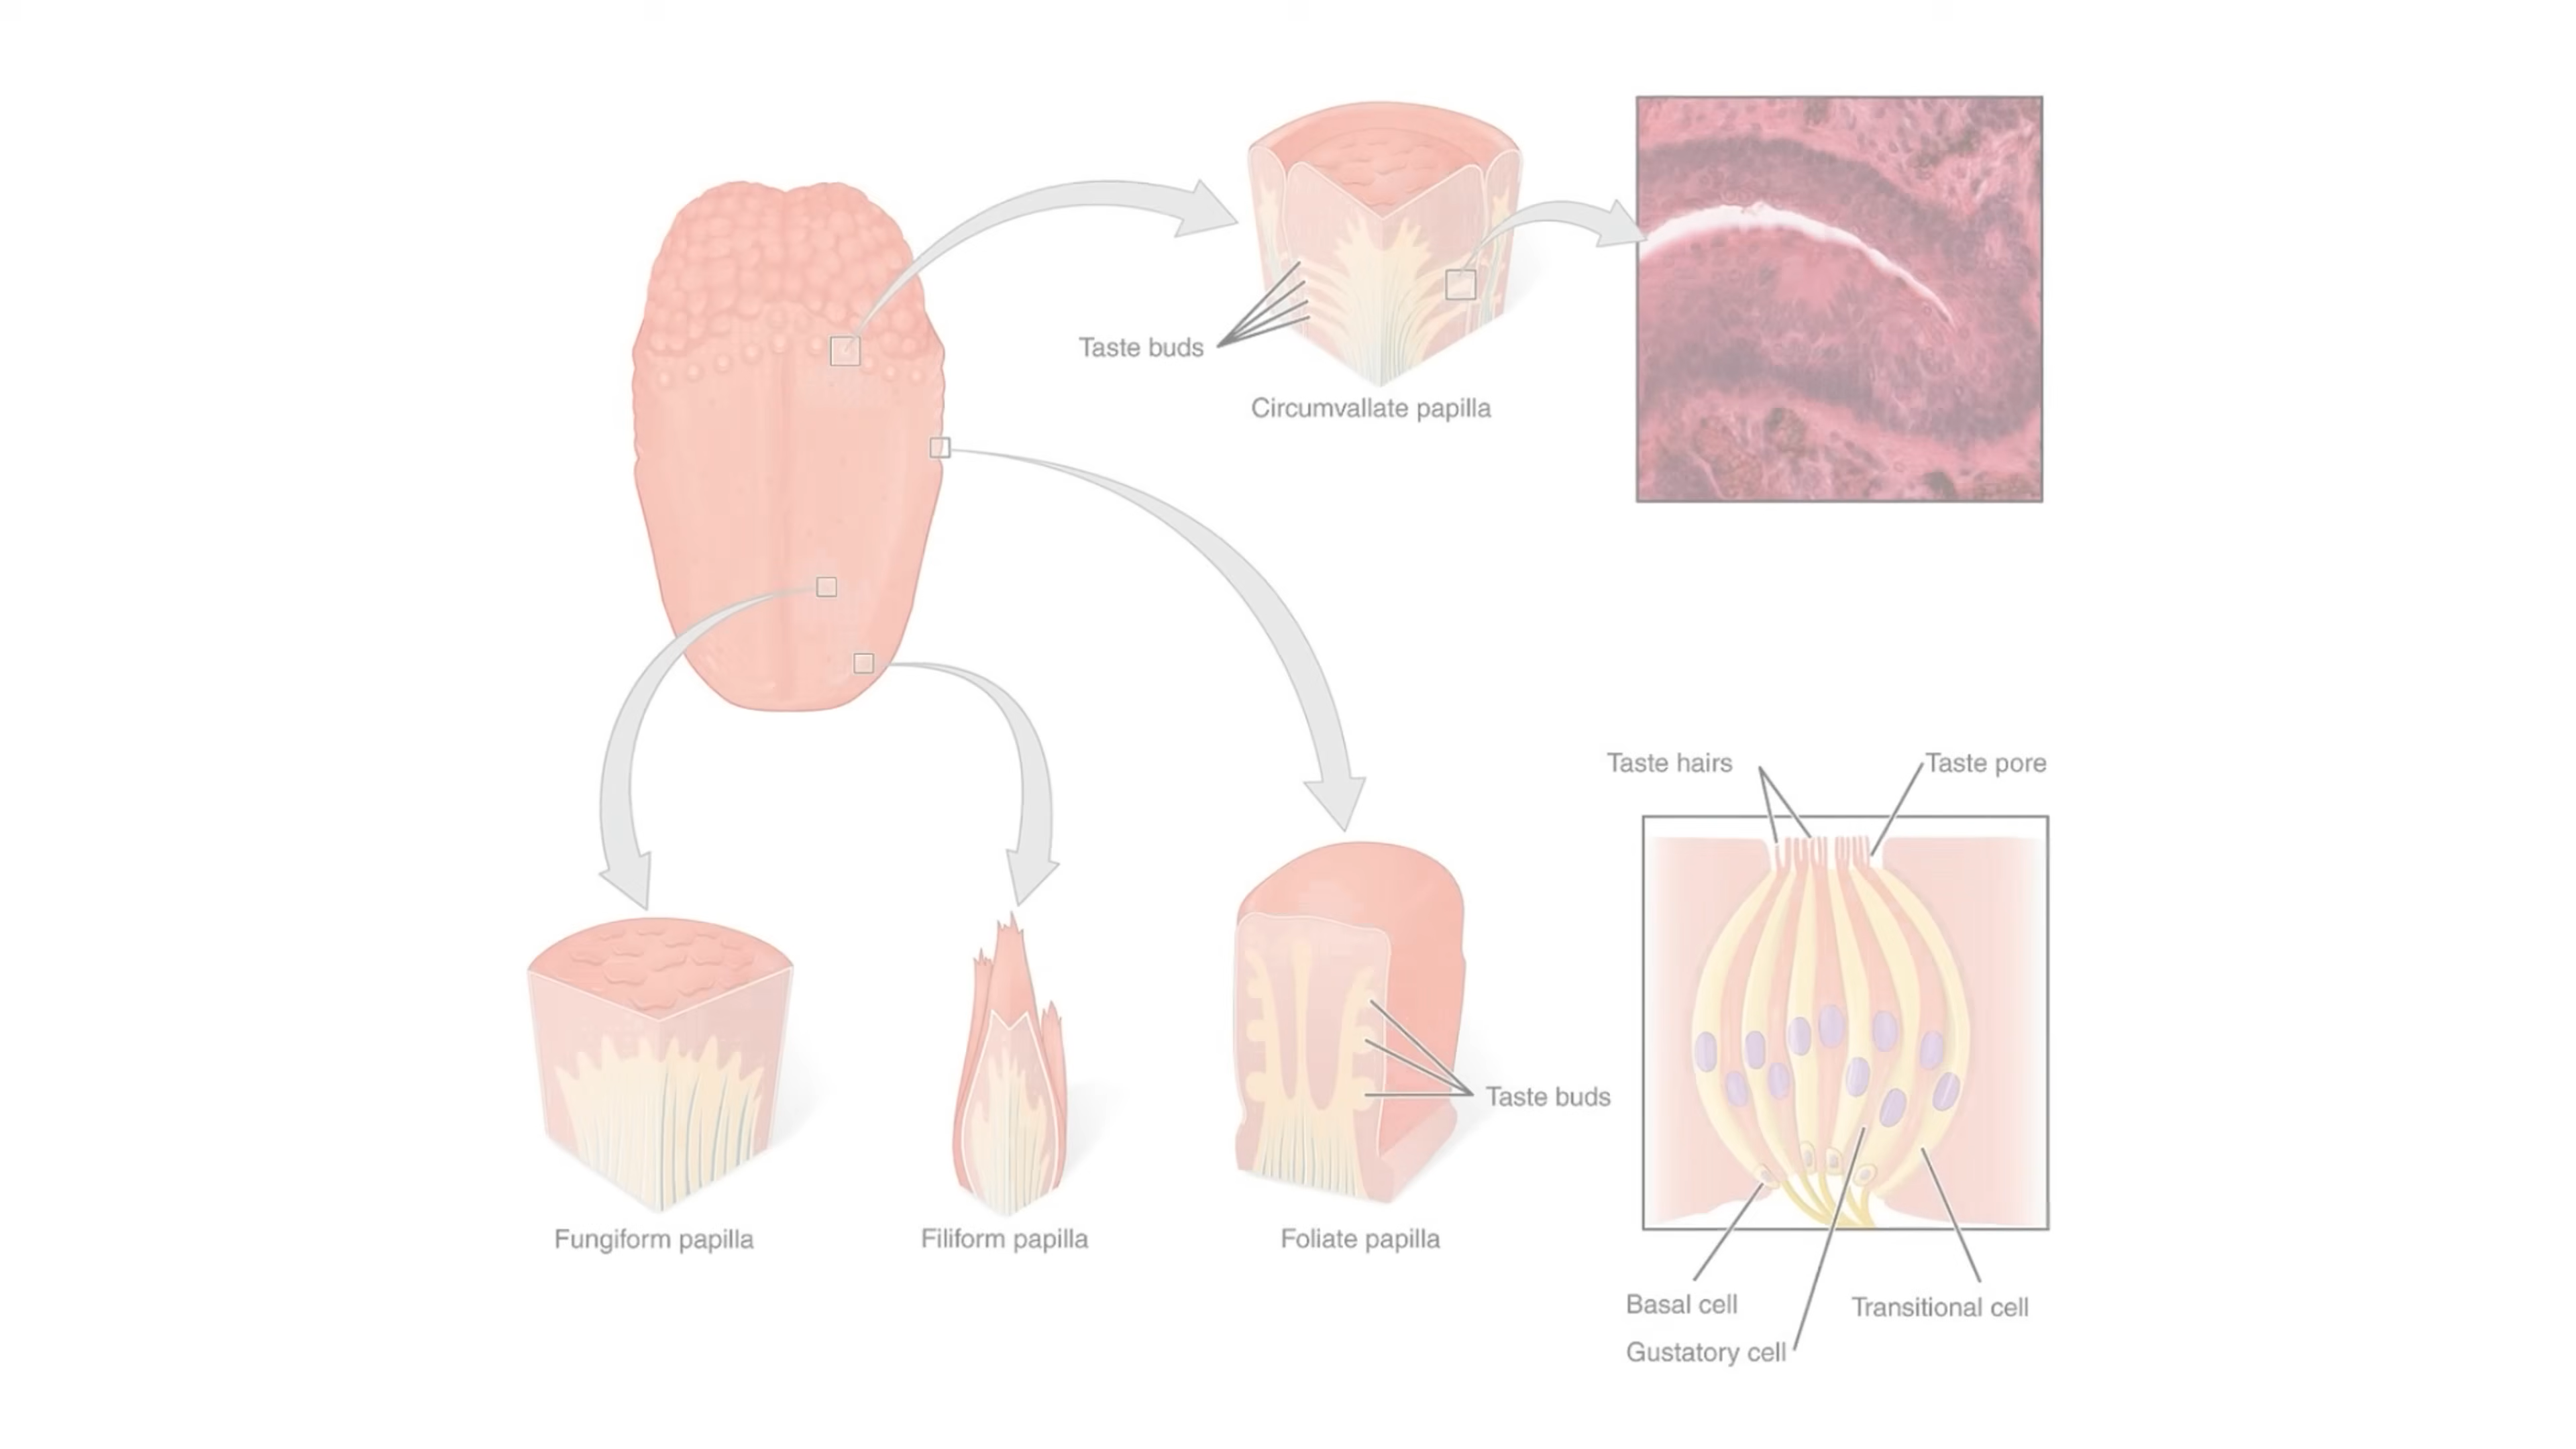 Taste buds
Circumvallate papilla
Taste hairs
Taste pore
Taste buds
Fungiform papilla
Filiform papilla
Foliate papilla
Basal cell
Transitional cell
Gustatory cell